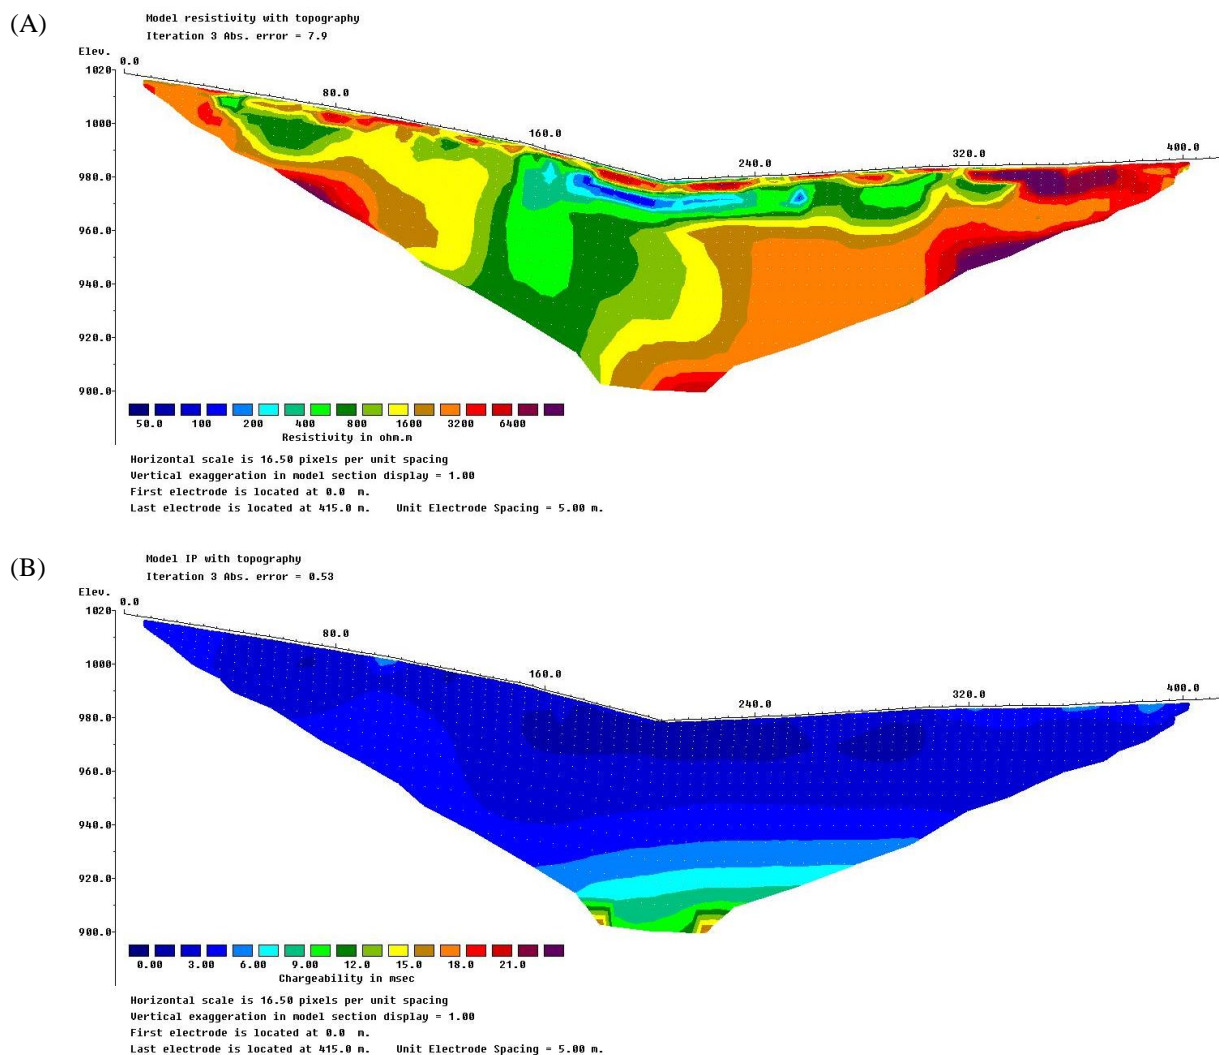 (A)
Model resistivity with topography
Iteration 3 Abs. error = 7.9
Elev.
0.0
1020
80.0
1000
160.0
240.0
320.0
400.0
980.0
960.0
940.0
920.0
900.0
50.0 100 200 400 800 1600 3200 6400
Resistivity in ohm.m
Horizontal scale is 16.50 pixels per unit spacing
Vertical exaggeration in model section display = 1.00
First electrode is located at 0.0 m.
Last electrode is located at 415.0 m. Unit Electrode Spacing = 5.00 m.
(B)
Model IP with topography
Iteration 3 Abs. error = 0.53
Elev.
0.0
1020
80.0
1000
160.0
240.0
320.0
400.0
980.0
960.0
940.0
920.0
900.0
0.00 3.00 6.00 9.00 12.0 15.0 18.0 21.0
Chargeability in msec
Horizontal scale is 16.50 pixels per unit spacing
Vertical exaggeration in model section display = 1.00
First electrode is located at 0.0 m.
Last electrode is located at 415.0 m. Unit Electrode Spacing = 5.00 m.